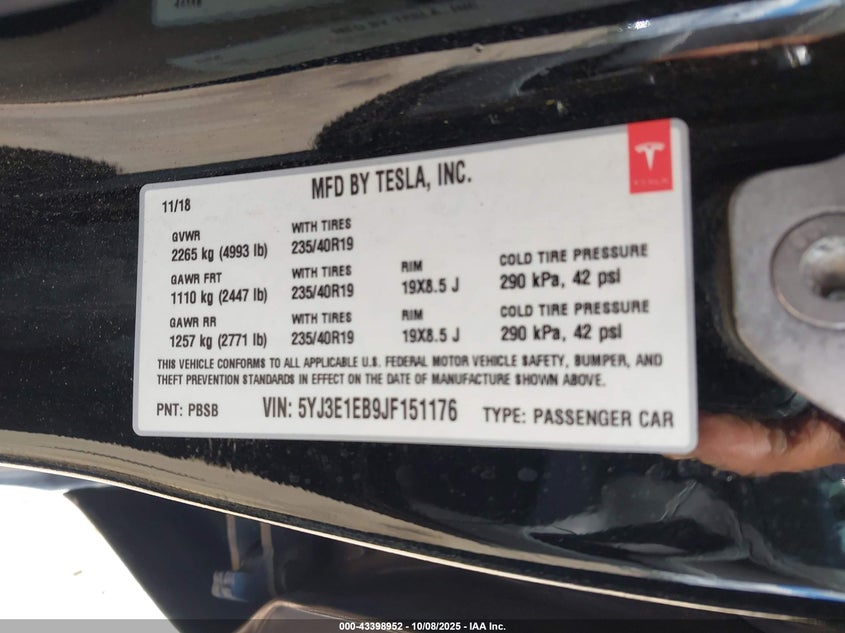 MFD BY TESLA, INC.
TESLA
11/18
GVWR
2265 kg (4993 lb)
WITH TIRES
235/40R19
GAWR FRT
1110 kg (2447 lb)
WITH TIRES
235/40R19
RIM
19X8.5 J
COLD TIRE PRESSURE
290 kPa, 42 psi
GAWR RR
1257 kg (2771 lb)
WITH TIRES
235/40R19
RIM
19X8.5 J
COLD TIRE PRESSURE
290 kPa, 42 psi
THIS VEHICLE CONFORMS TO ALL APPLICABLE U.S. FEDERAL MOTOR VEHICLE SAFETY, BUMPER, AND
THEFT PREVENTION STANDARDS IN EFFECT ON THE DATE OF MANUFACTURE SHOWN ABOVE.
PNT: PBSB VIN: 5YJ3E1EB9JF151176 TYPE: PASSENGER CAR
000-43398952 - 10/08/2025 - IAA Inc.